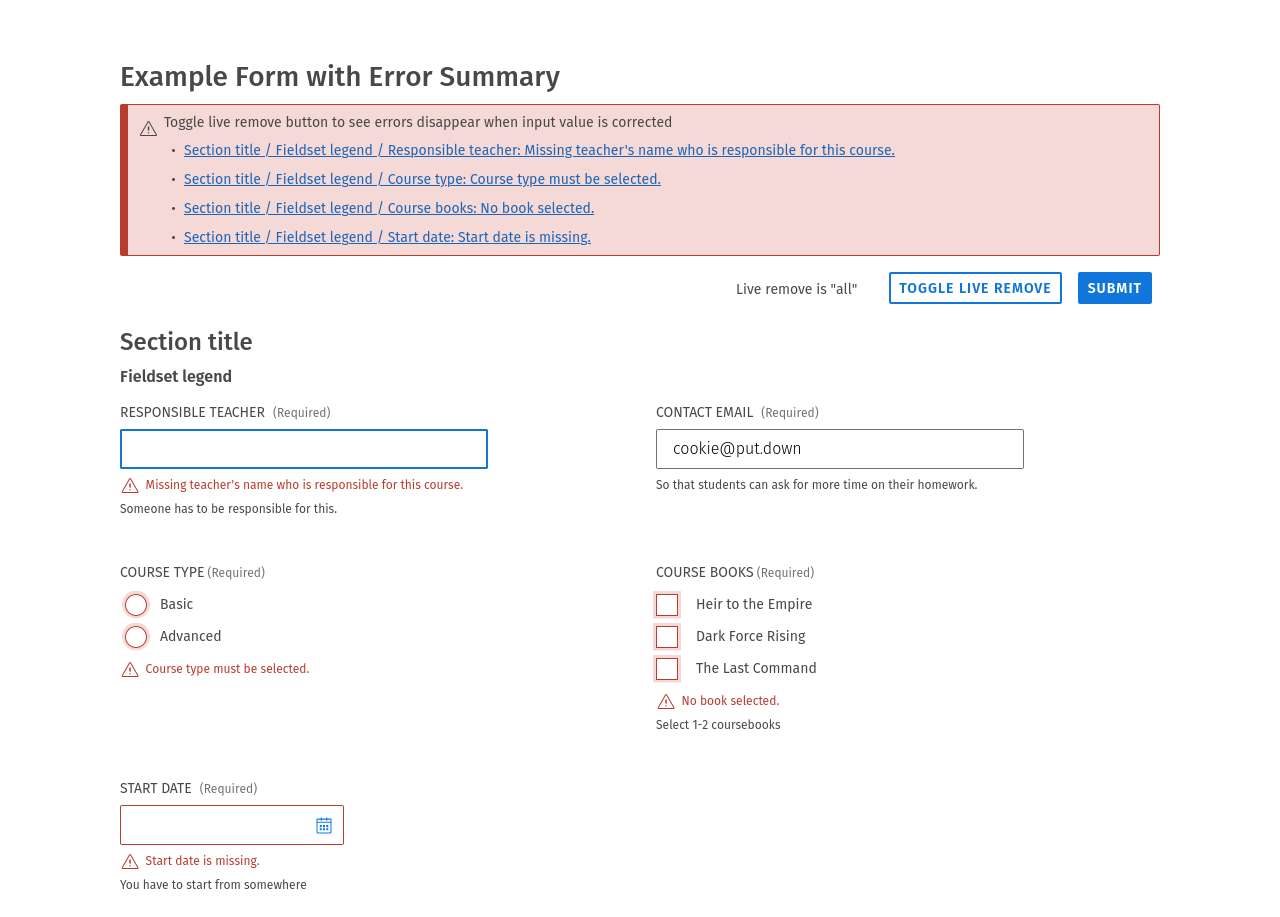 Example Form with Error Summary
Toggle live remove button to see errors disappear when input value is corrected
• Section title / Fieldset legend / Responsible teacher: Missing teacher's name who is responsible for this course.
• Section title / Fieldset legend / Course type: Course type must be selected.
• Section title / Fieldset legend / Course books: No book selected.
• Section title / Fieldset legend / Start date: Start date is missing.
Live remove is "all" TOGGLE LIVE REMOVE SUBMIT
Section title
Fieldset legend
RESPONSIBLE TEACHER (Required)
Missing teacher's name who is responsible for this course.
Someone has to be responsible for this.
CONTACT EMAIL (Required)
cookie@put.down
So that students can ask for more time on their homework.
COURSE TYPE (Required)
Basic
Advanced
Course type must be selected.
COURSE BOOKS (Required)
Heir to the Empire
Dark Force Rising
The Last Command
No book selected.
Select 1-2 coursebooks
START DATE (Required)
Start date is missing.
You have to start from somewhere